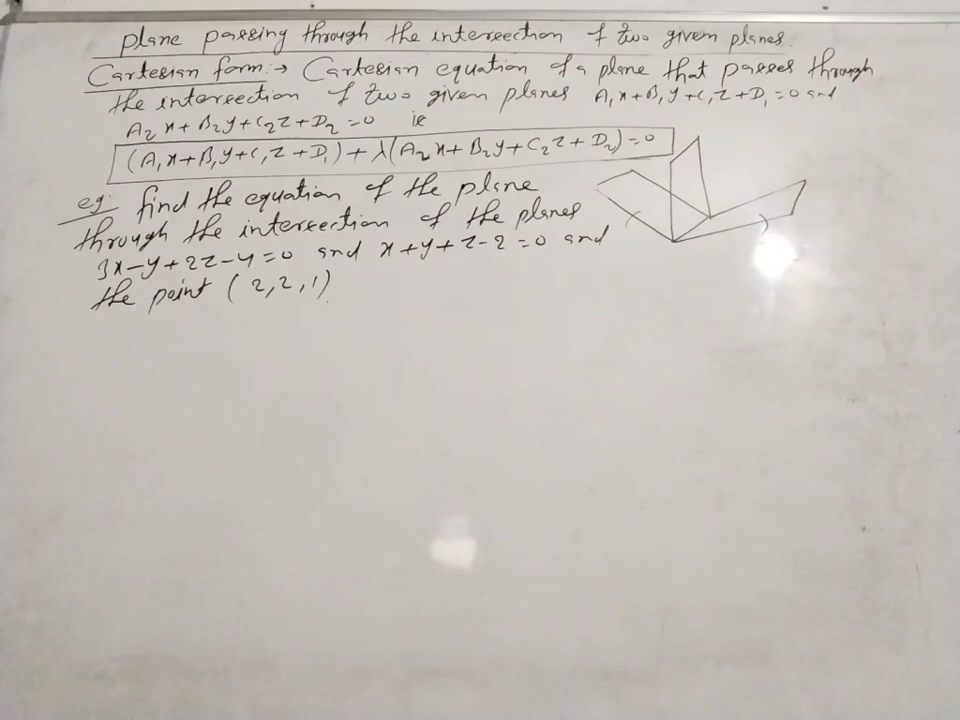 plane passing through the intersection of two given planes.
Cartesian form:→ Cartesian equation of a plane that passes through
the intersection of two given planes A₁x+B₁y+C₁z+D₁=0 and
A₂x+B₂y+C₂z+D₂=0 ie
(A₁x+B₁y+C₁z+D₁)+λ(A₂x+B₂y+C₂z+D₂)=0
eg find the equation of the plane
through the intersection of the planes
3x-y+2z-4=0 and x+y+z-2=0 and
the point (2,2,1).